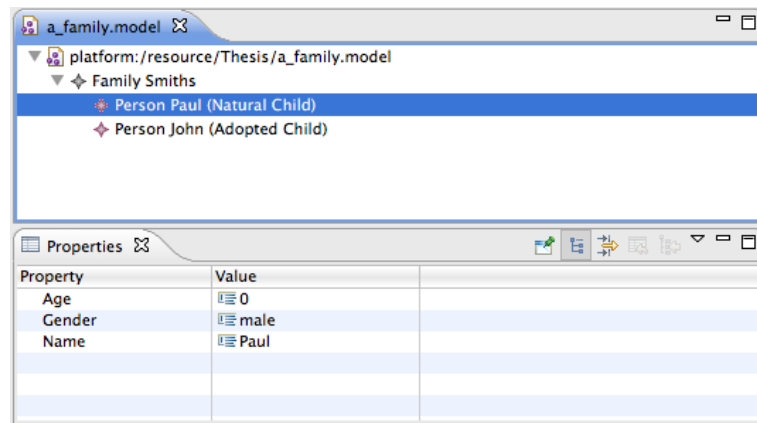 a_family.model
platform:/resource/Thesis/a_family.model
Family Smiths
Person Paul (Natural Child)
Person John (Adopted Child)
Properties
Property Value
Age 0
Gender male
Name Paul